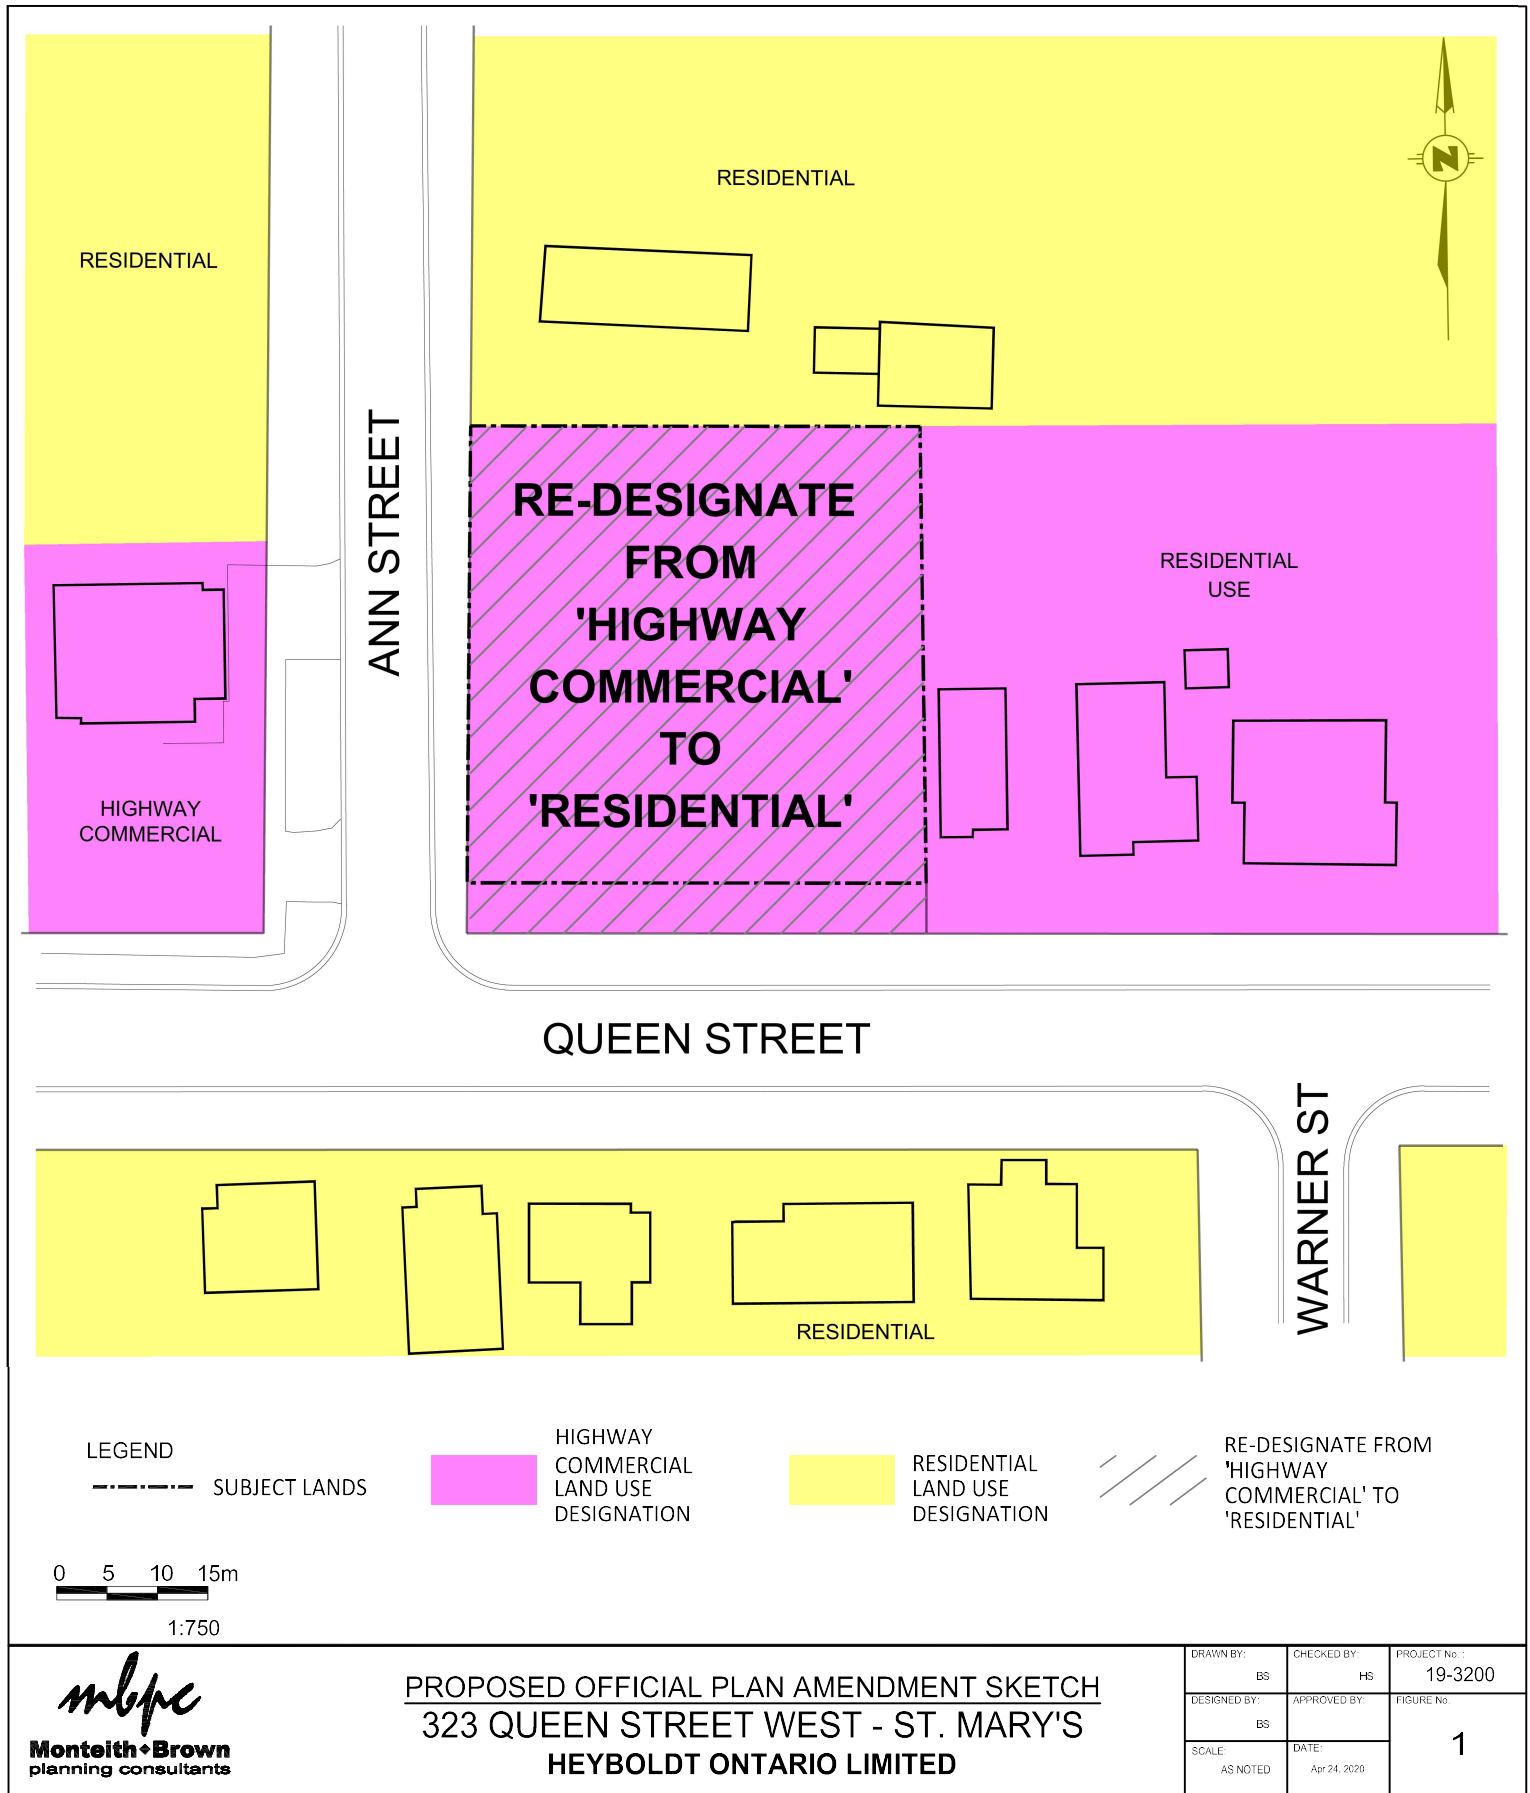 RESIDENTIAL
RESIDENTIAL
N
ANN STREET
RE-DESIGNATE
FROM
'HIGHWAY
COMMERCIAL'
TO
'RESIDENTIAL'
RESIDENTIAL
USE
HIGHWAY
COMMERCIAL
QUEEN STREET
WARNER ST
RESIDENTIAL
LEGEND
SUBJECT LANDS
HIGHWAY
COMMERCIAL
LAND USE
DESIGNATION
RESIDENTIAL
LAND USE
DESIGNATION
RE-DESIGNATE FROM
'HIGHWAY
COMMERCIAL' TO
'RESIDENTIAL'
0 5 10 15m
1:750
mbpc
Monteith Brown
planning consultants
PROPOSED OFFICIAL PLAN AMENDMENT SKETCH
323 QUEEN STREET WEST - ST. MARY'S
HEYBOLDT ONTARIO LIMITED
DRAWN BY:
BS
CHECKED BY:
HS
PROJECT No. :
19-3200
DESIGNED BY:
BS
APPROVED BY:
FIGURE No.
1
SCALE:
AS NOTED
DATE:
Apr 24, 2020